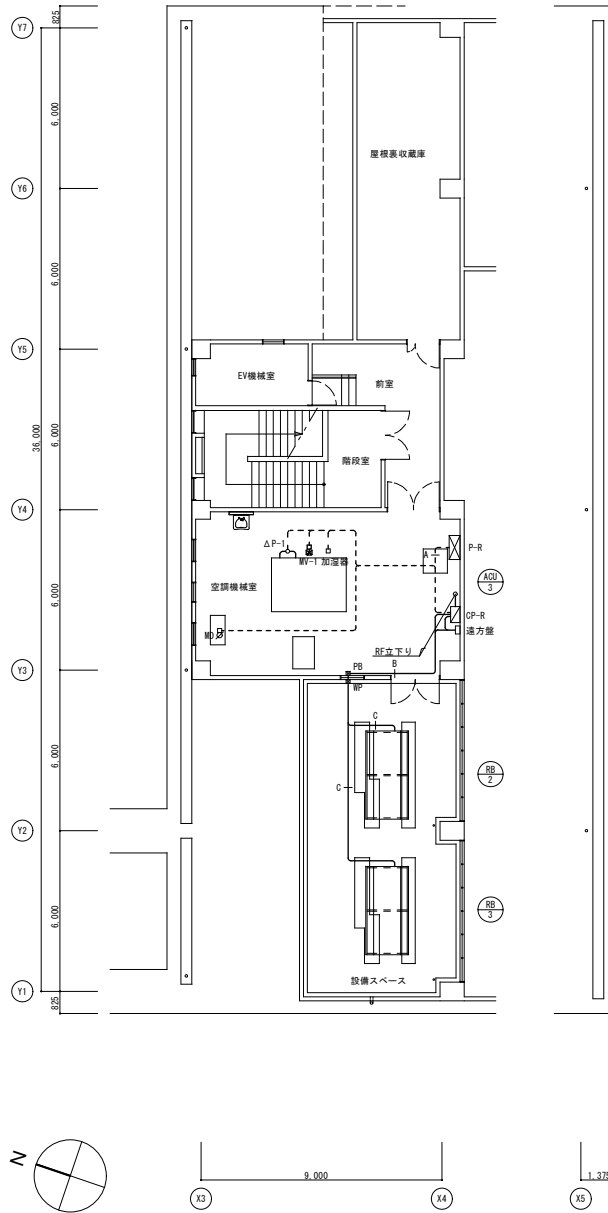 825
Y7
6,000
屋根裏収蔵庫
Y6
6,000
Y5
EV機械室
前室
36,000
6,000
階段室
Y4
ΔP-1
MV-1 加湿器
A
P-R
ACU
3
空調機械室
6,000
CP-R
MD
遠方盤
RF立下り
PB
B
Y3
WP
C
6,000
RB
2
C
Y2
RB
3
6,000
設備スペース
Y1
825
N
9,000
1,375
X3
X4
X5